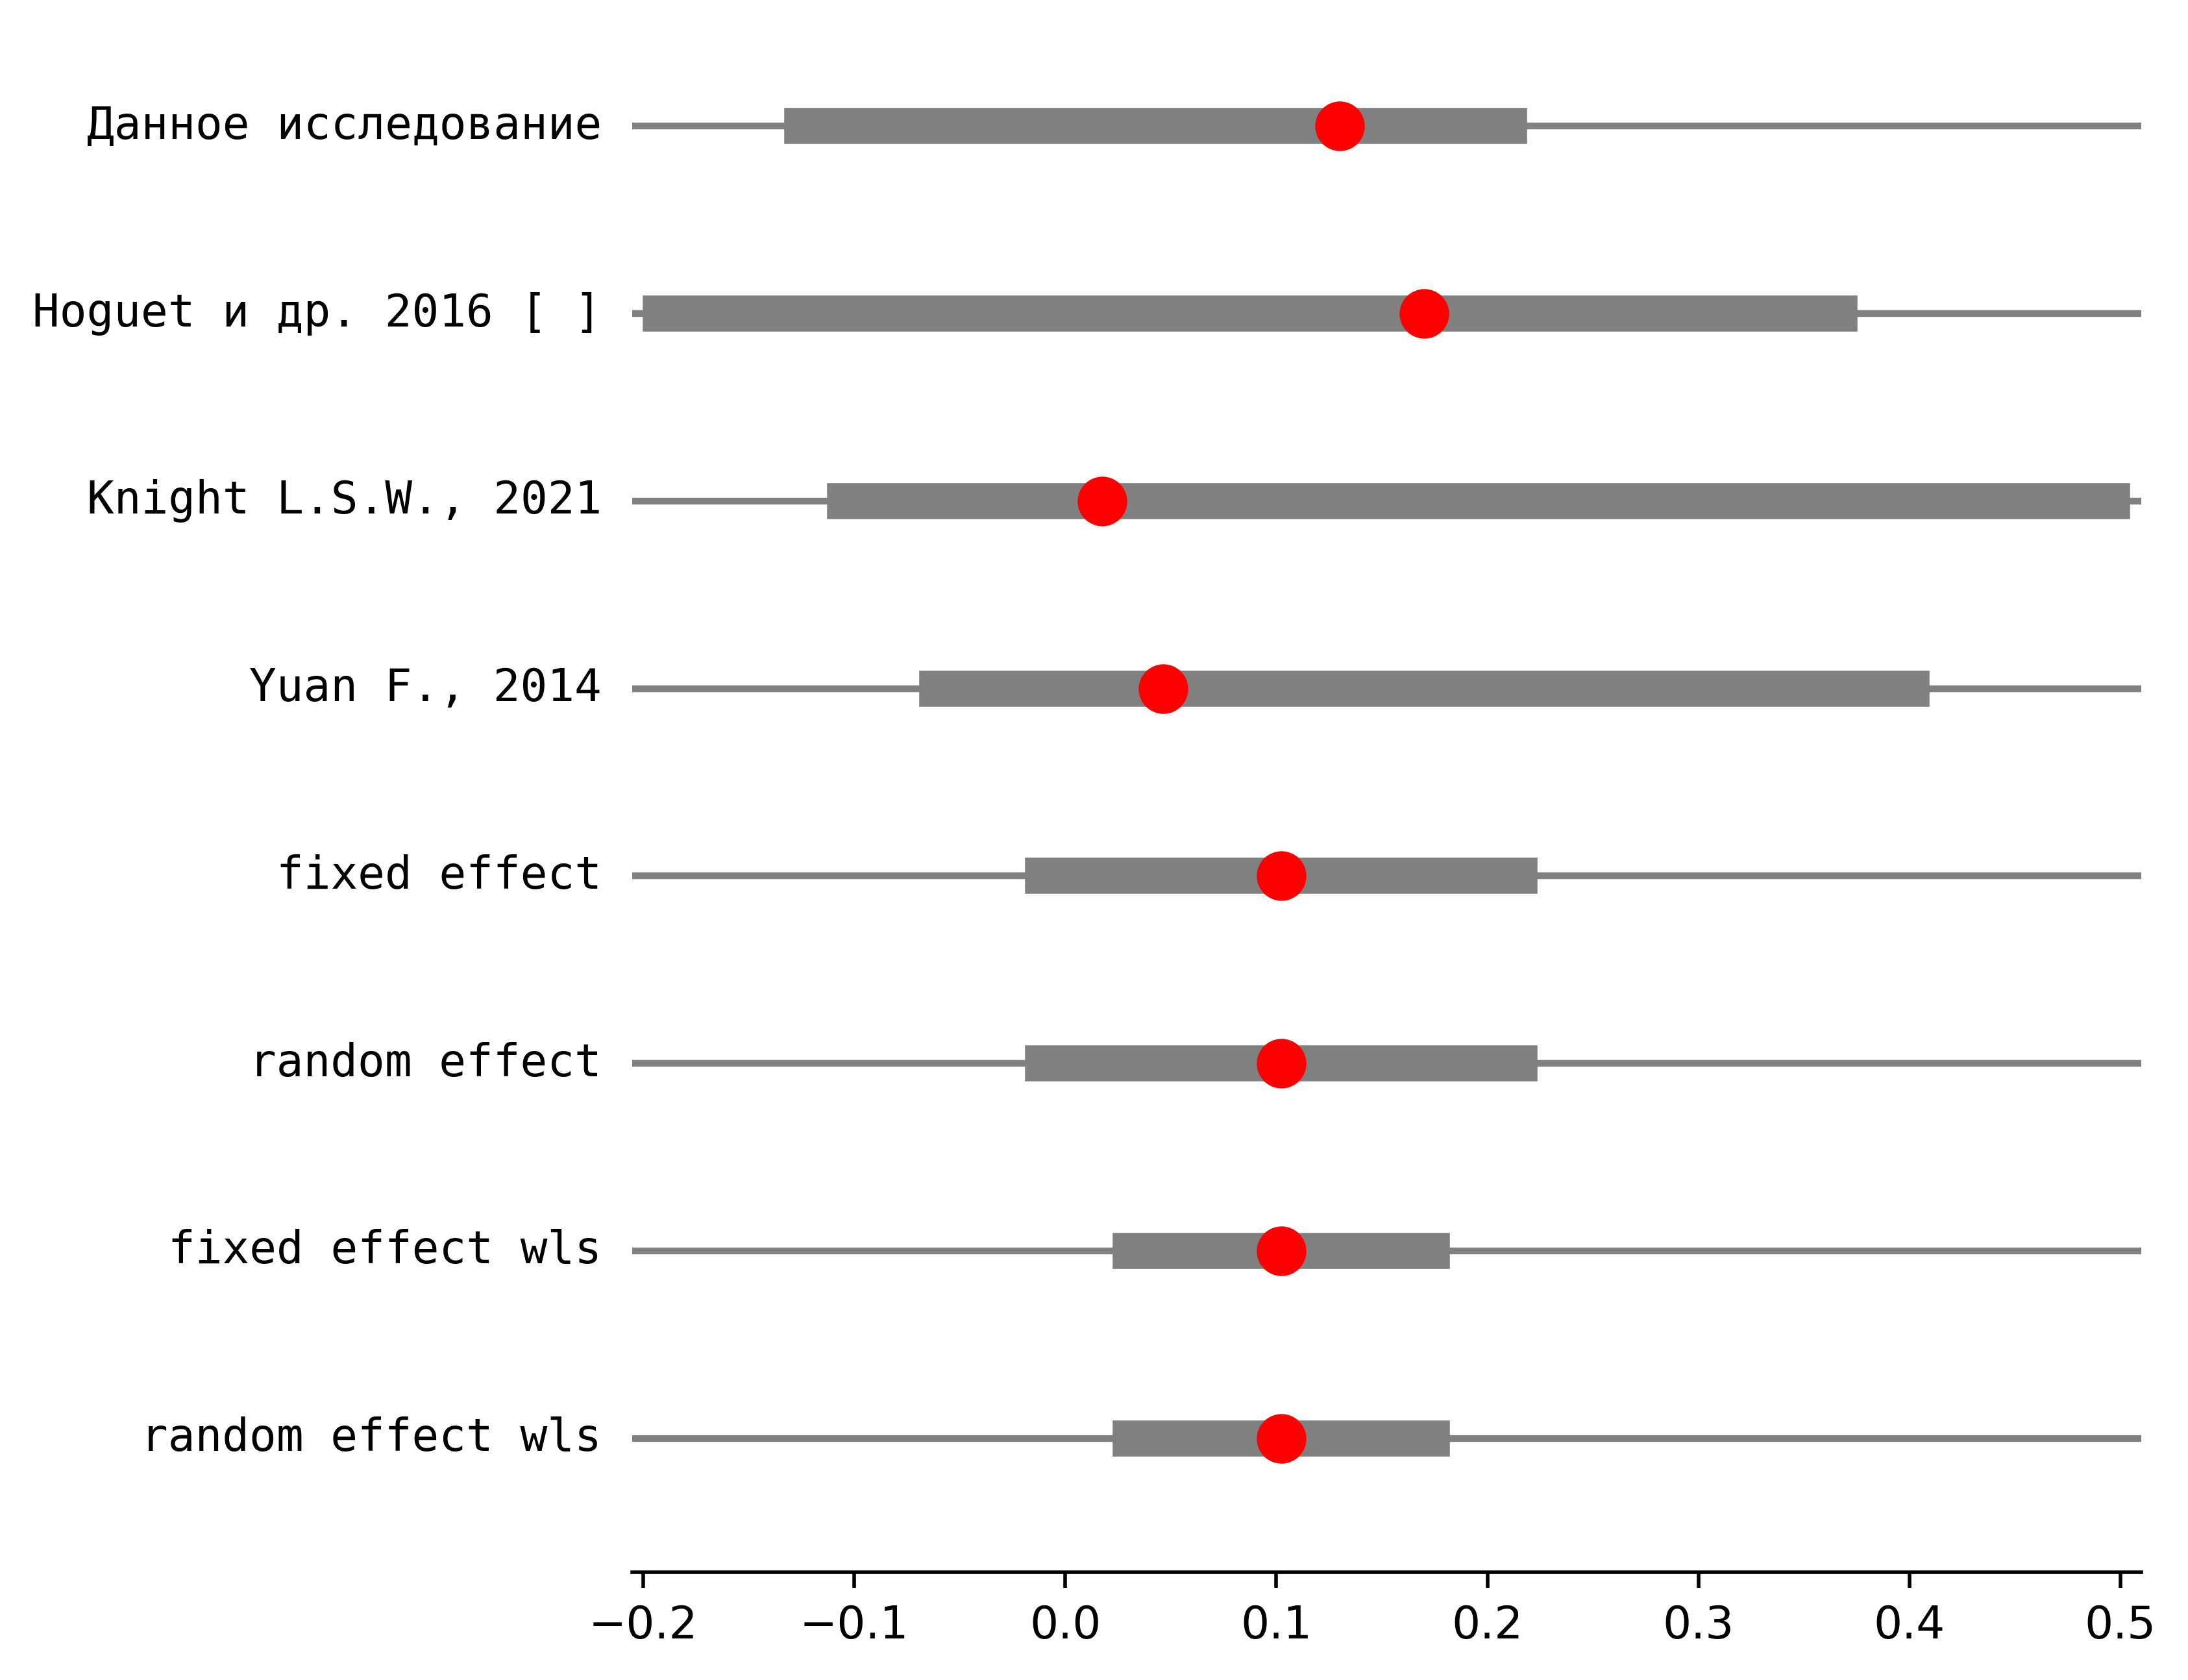 Данное исследование
Hoguet и др. 2016 [ ]
Knight L.S.W., 2021
Yuan F., 2014
fixed effect
random effect
fixed effect wls
random effect wls
−0.2 −0.1 0.0 0.1 0.2 0.3 0.4 0.5